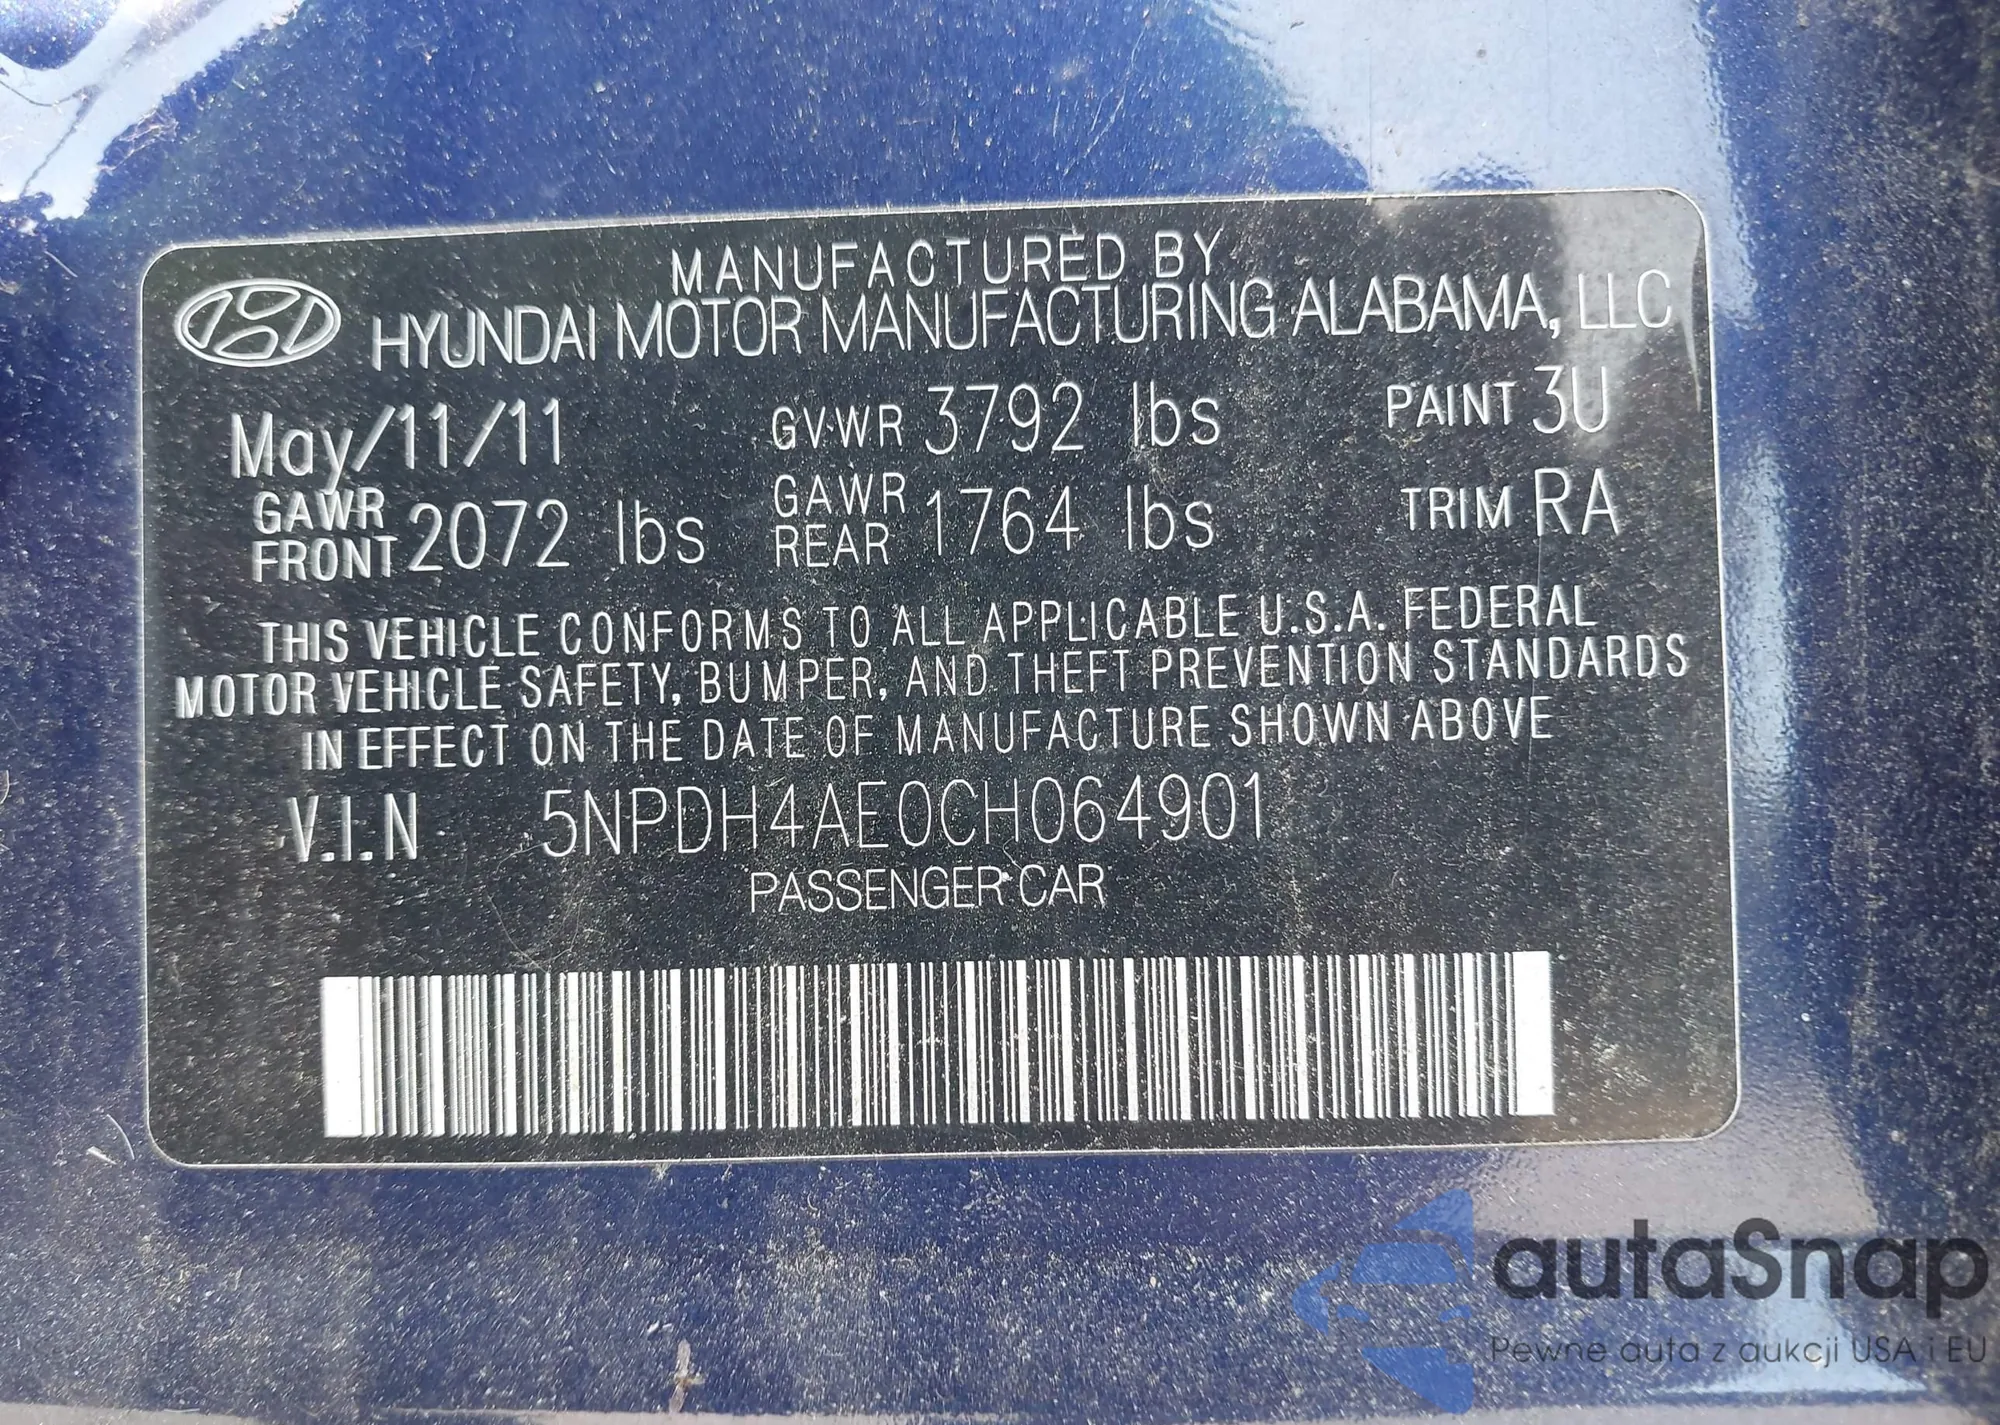 MANUFACTURED BY
HYUNDAI MOTOR MANUFACTURING ALABAMA, LLC
May/11/11 GVWR 3792 lbs PAINT 3U
GAWR FRONT 2072 lbs GAWR REAR 1764 lbs TRIM RA
THIS VEHICLE CONFORMS TO ALL APPLICABLE U.S.A. FEDERAL
MOTOR VEHICLE SAFETY, BUMPER, AND THEFT PREVENTION STANDARDS
IN EFFECT ON THE DATE OF MANUFACTURE SHOWN ABOVE
V.I.N 5NPDH4AE0CH064901
PASSENGER CAR
autaSnap
Pewne auta z aukcji USA i EU